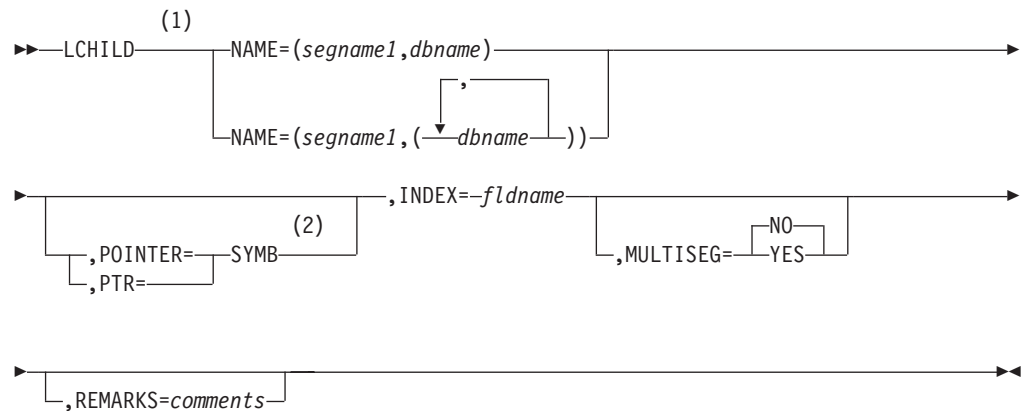 (1)
LCHILD NAME=(segname1,dbname)
,
NAME=(segname1,( dbname ))
,INDEX= fldname
(2) NO
,POINTER= SYMB ,MULTISEG= YES
,PTR=
,REMARKS=comments